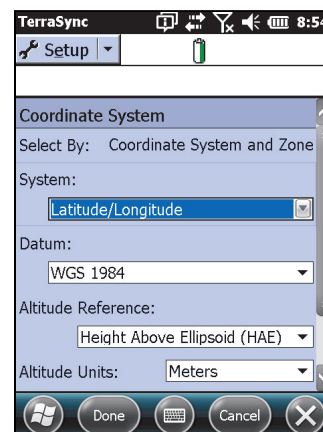 TerraSync 8:54
Setup
Coordinate System
Select By: Coordinate System and Zone
System:
Latitude/Longitude
Datum:
WGS 1984
Altitude Reference:
Height Above Ellipsoid (HAE)
Altitude Units: Meters
Done Cancel